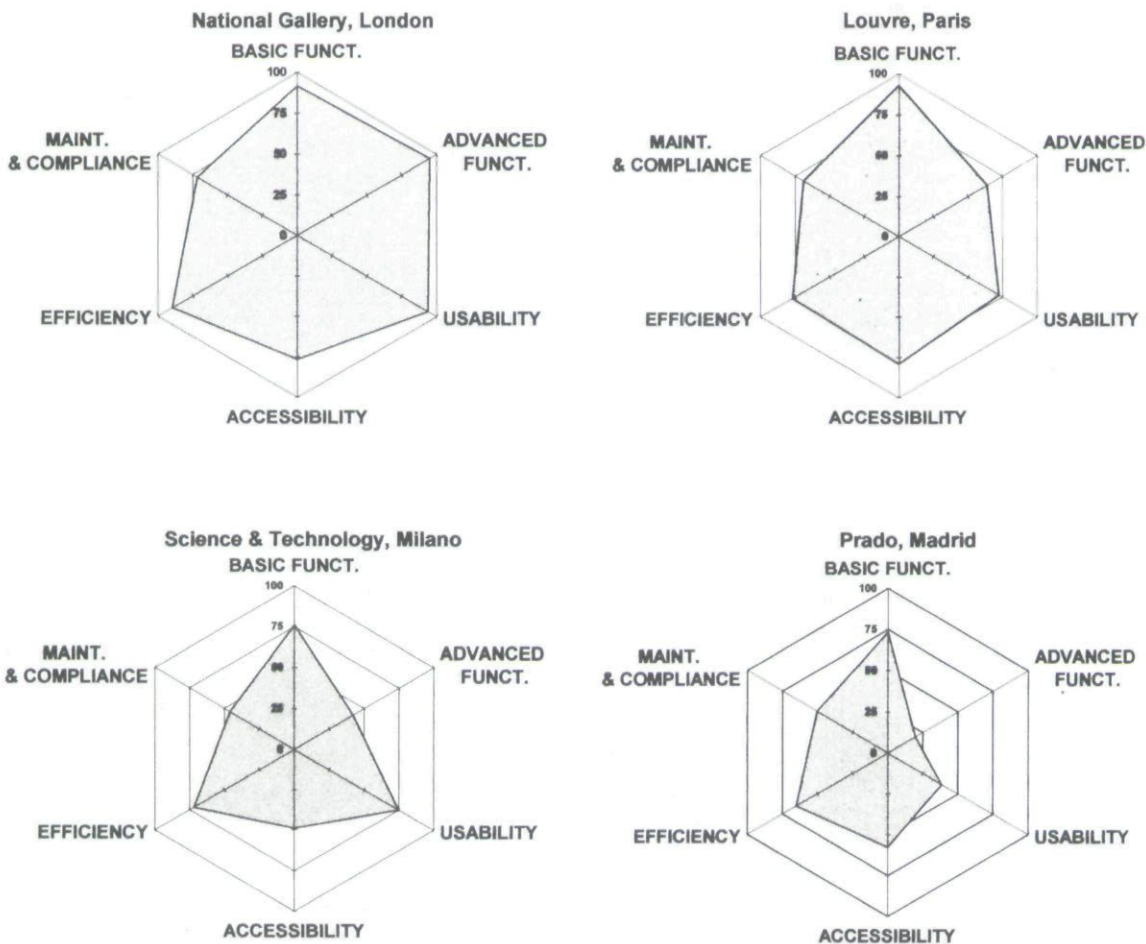 National Gallery, London
BASIC FUNCT.
100
75
50
25
0
MAINT.
& COMPLIANCE
ADVANCED
FUNCT.
EFFICIENCY
USABILITY
ACCESSIBILITY
Louvre, Paris
BASIC FUNCT.
100
75
50
25
0
MAINT.
& COMPLIANCE
ADVANCED
FUNCT.
EFFICIENCY
USABILITY
ACCESSIBILITY
Science & Technology, Milano
BASIC FUNCT.
100
75
50
25
0
MAINT.
& COMPLIANCE
ADVANCED
FUNCT.
EFFICIENCY
USABILITY
ACCESSIBILITY
Prado, Madrid
BASIC FUNCT.
100
75
50
25
0
MAINT.
& COMPLIANCE
ADVANCED
FUNCT.
EFFICIENCY
USABILITY
ACCESSIBILITY